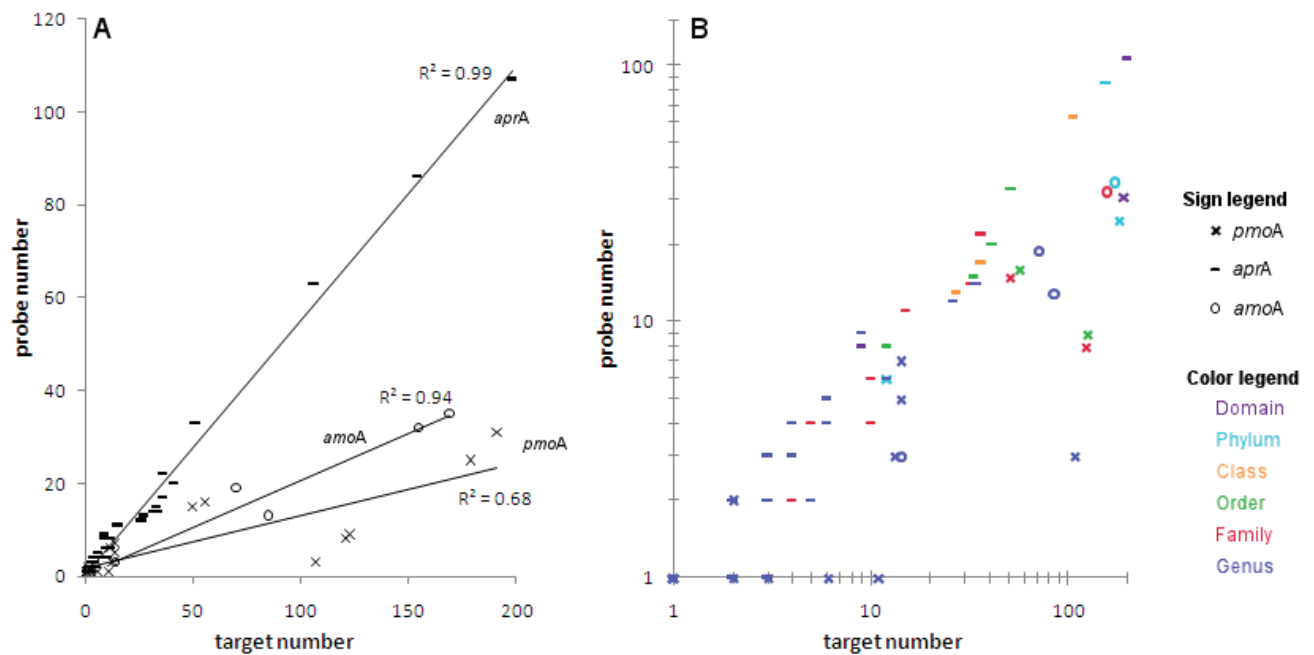 A
120
100
80
60
40
20
0
probe number
R² = 0.99
aprA
R² = 0.94
amoA
pmoA
R² = 0.68
0 50 100 150 200
target number
B
100
10
1
probe number
1 10 100
target number
Sign legend
pmoA
aprA
amoA
Color legend
Domain
Phylum
Class
Order
Family
Genus